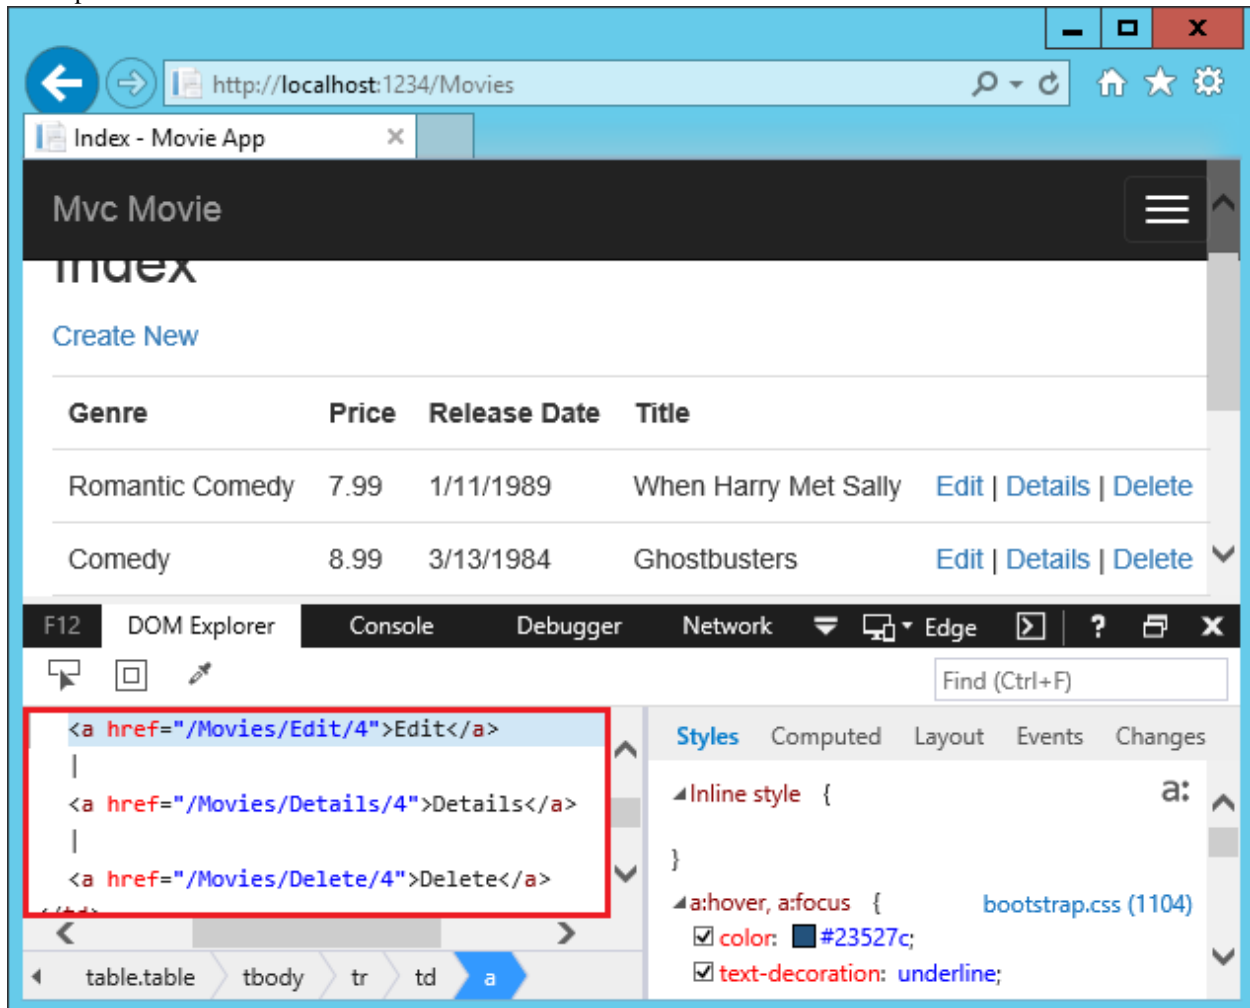 http://localhost:1234/Movies
Index - Movie App
Mvc Movie
Index
Create New
Genre Price Release Date Title
Romantic Comedy 7.99 1/11/1989 When Harry Met Sally Edit | Details | Delete
Comedy 8.99 3/13/1984 Ghostbusters Edit | Details | Delete
F12 DOM Explorer Console Debugger Network Edge ?
Find (Ctrl+F)
<a href="/Movies/Edit/4">Edit</a>
|
<a href="/Movies/Details/4">Details</a>
|
<a href="/Movies/Delete/4">Delete</a>
</td>
table.table tbody tr td a
Styles Computed Layout Events Changes
Inline style {
a:
}
a:hover, a:focus { bootstrap.css (1104)
color: #23527c;
text-decoration: underline;